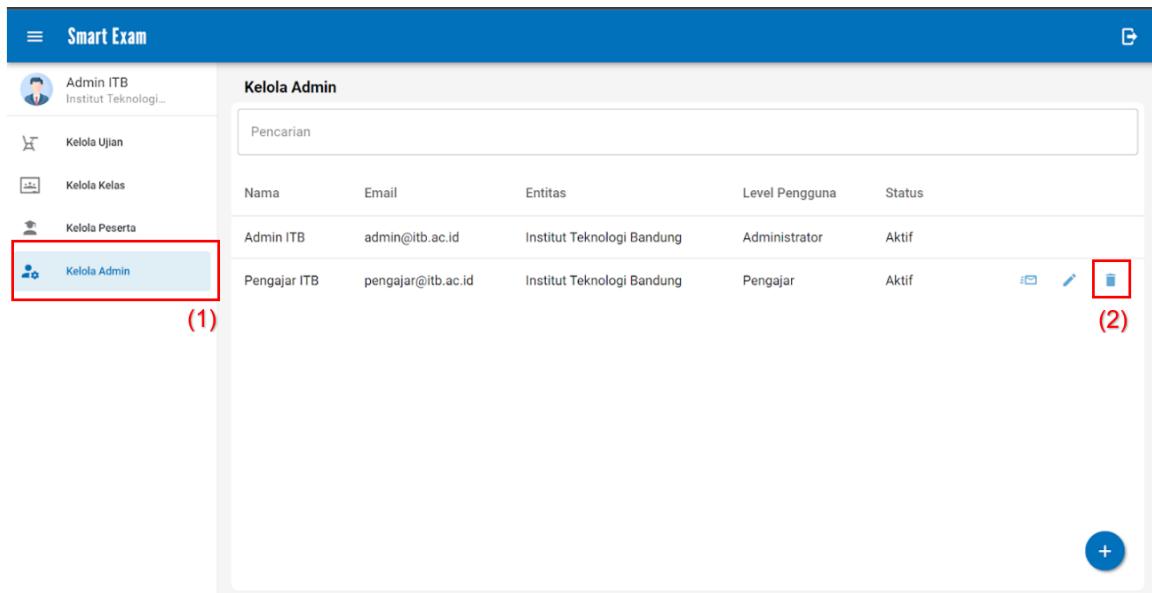 Smart Exam
Admin ITB
Institut Teknologi...
Kelola Ujian
Kelola Kelas
Kelola Peserta
Kelola Admin
(1)
Kelola Admin
Pencarian
Nama Email Entitas Level Pengguna Status
Admin ITB admin@itb.ac.id Institut Teknologi Bandung Administrator Aktif
Pengajar ITB pengajar@itb.ac.id Institut Teknologi Bandung Pengajar Aktif
(2)
+